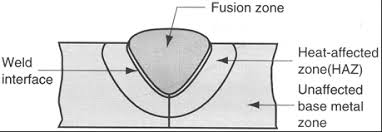 Fusion zone
Weld
interface
Heat-affected
zone(HAZ)
Unaffected
base metal
zone